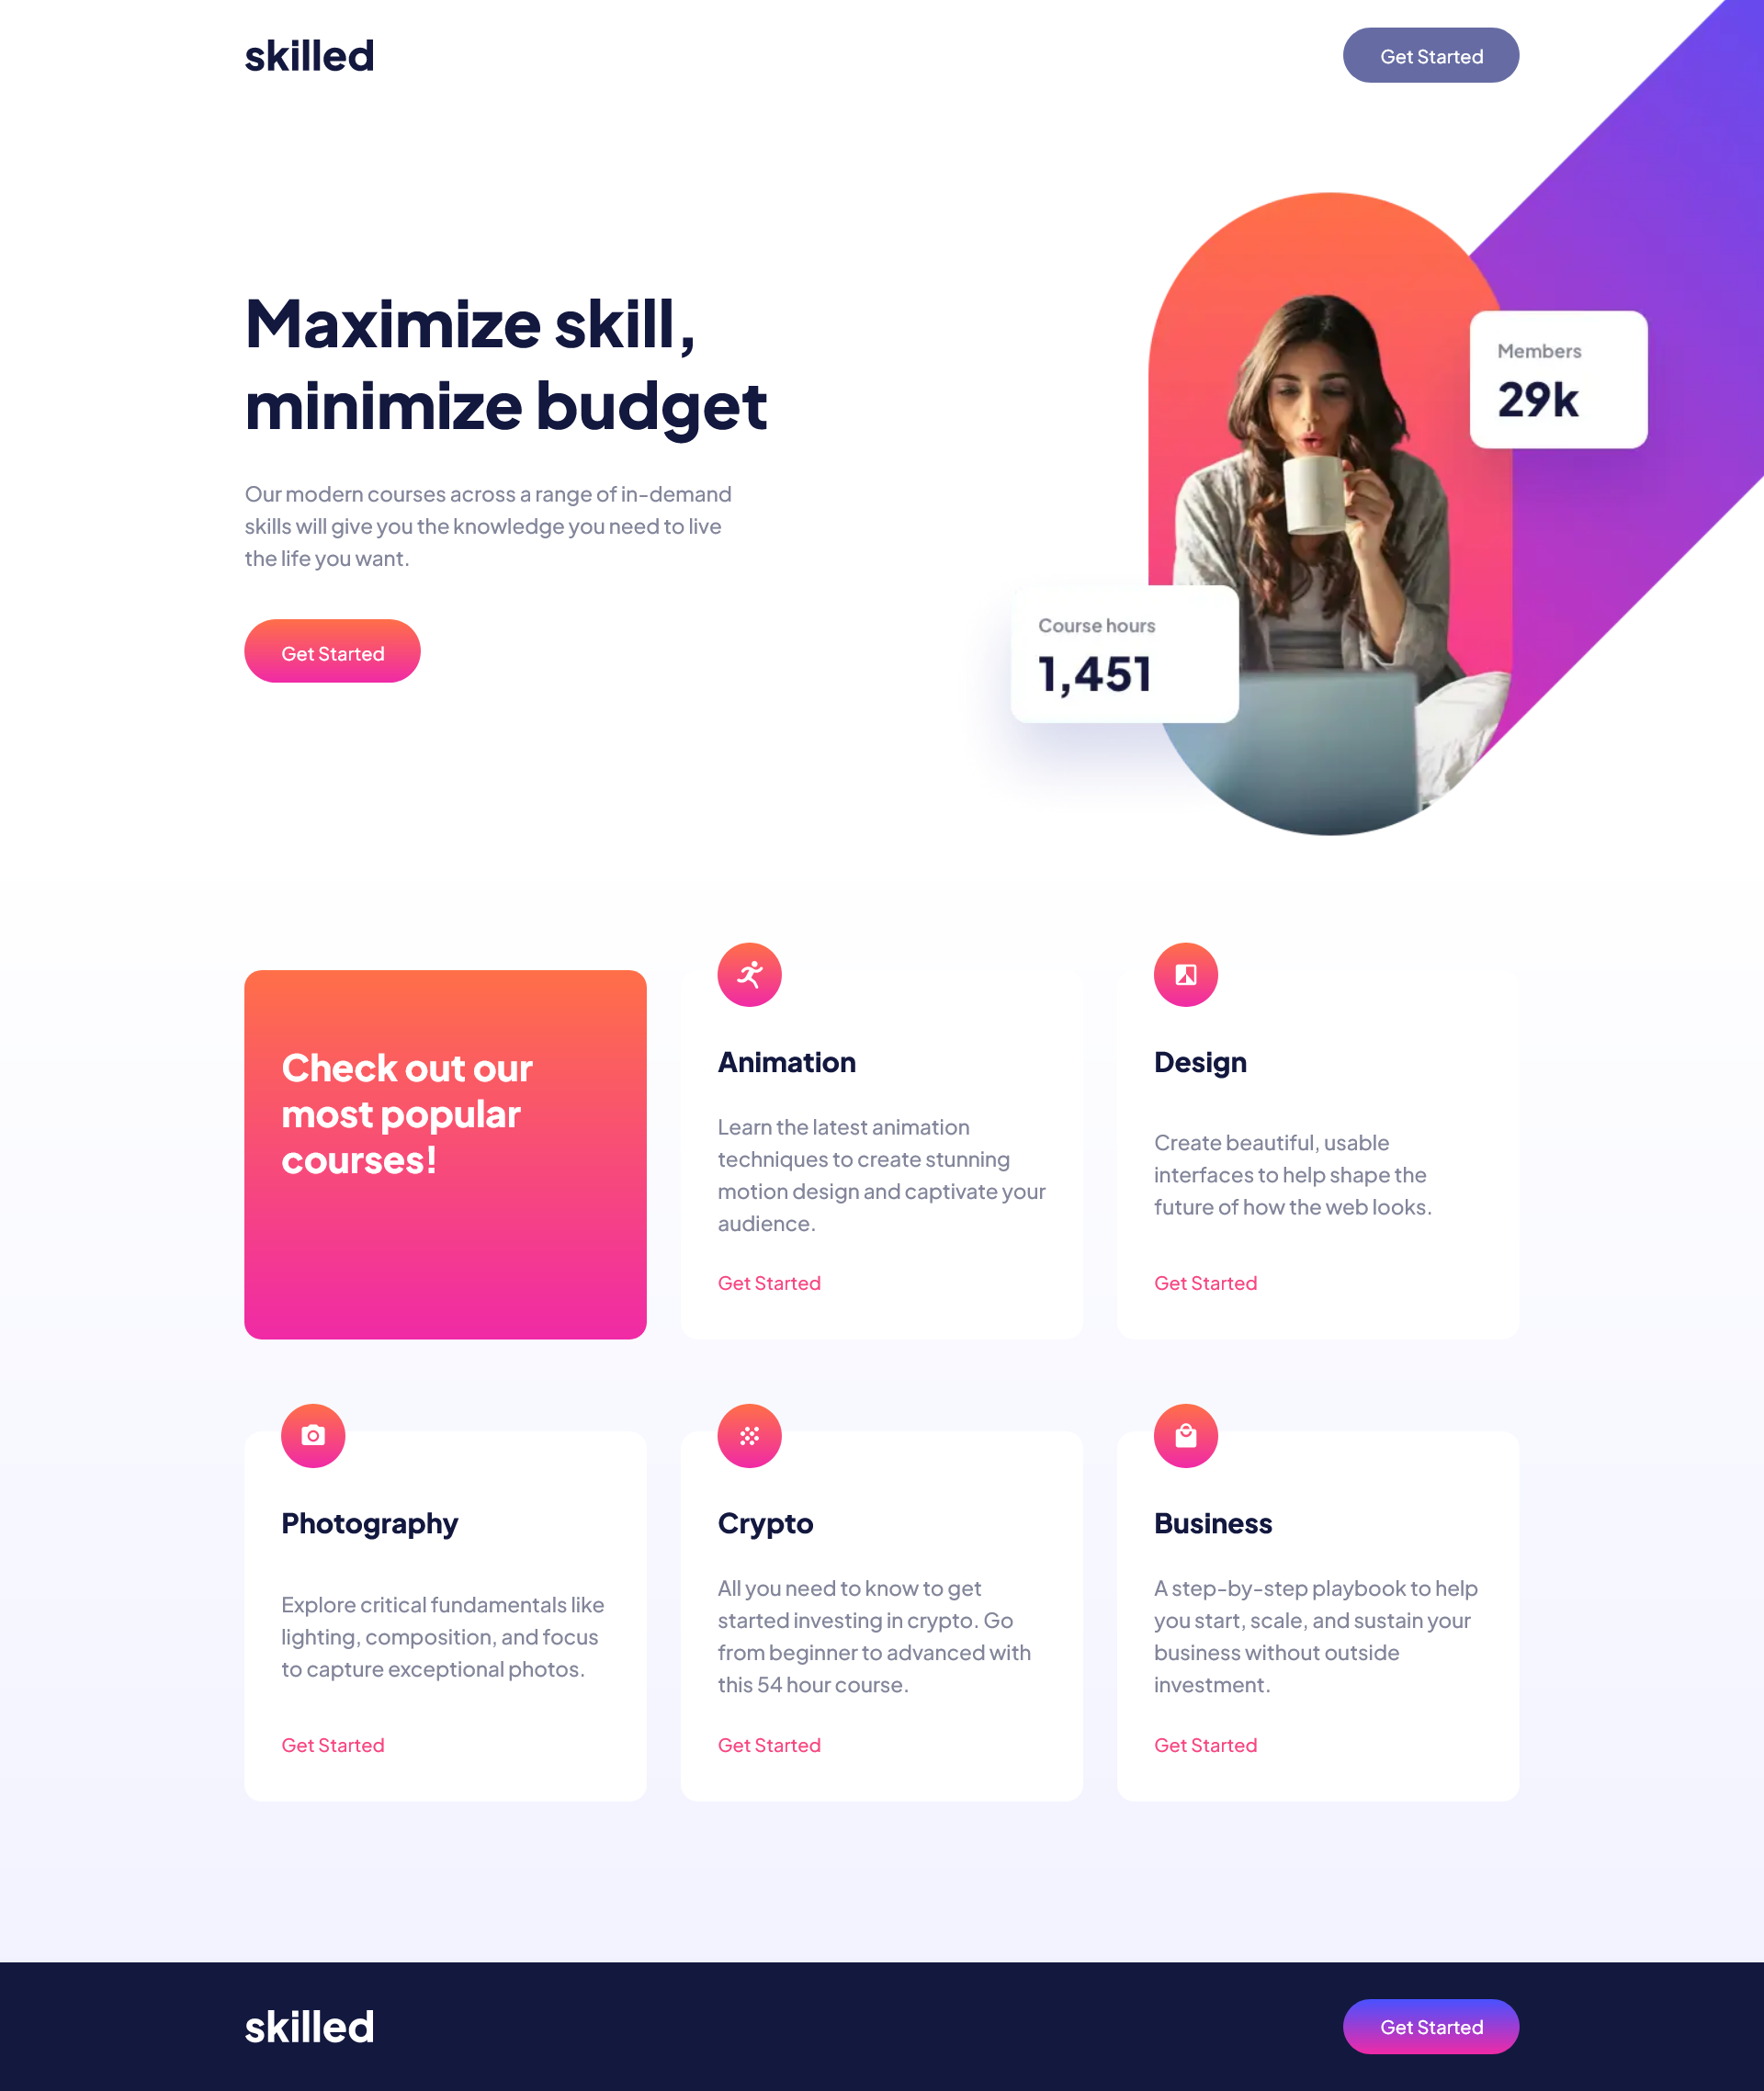 skilled
Get Started
Maximize skill,
minimize budget
Our modern courses across a range of in-demand
skills will give you the knowledge you need to live
the life you want.
Get Started
Members
29k
Course hours
1,451
Check out our
most popular
courses!
Animation
Learn the latest animation
techniques to create stunning
motion design and captivate your
audience.
Get Started
Design
Create beautiful, usable
interfaces to help shape the
future of how the web looks.
Get Started
Photography
Explore critical fundamentals like
lighting, composition, and focus
to capture exceptional photos.
Get Started
Crypto
All you need to know to get
started investing in crypto. Go
from beginner to advanced with
this 54 hour course.
Get Started
Business
A step-by-step playbook to help
you start, scale, and sustain your
business without outside
investment.
Get Started
skilled
Get Started